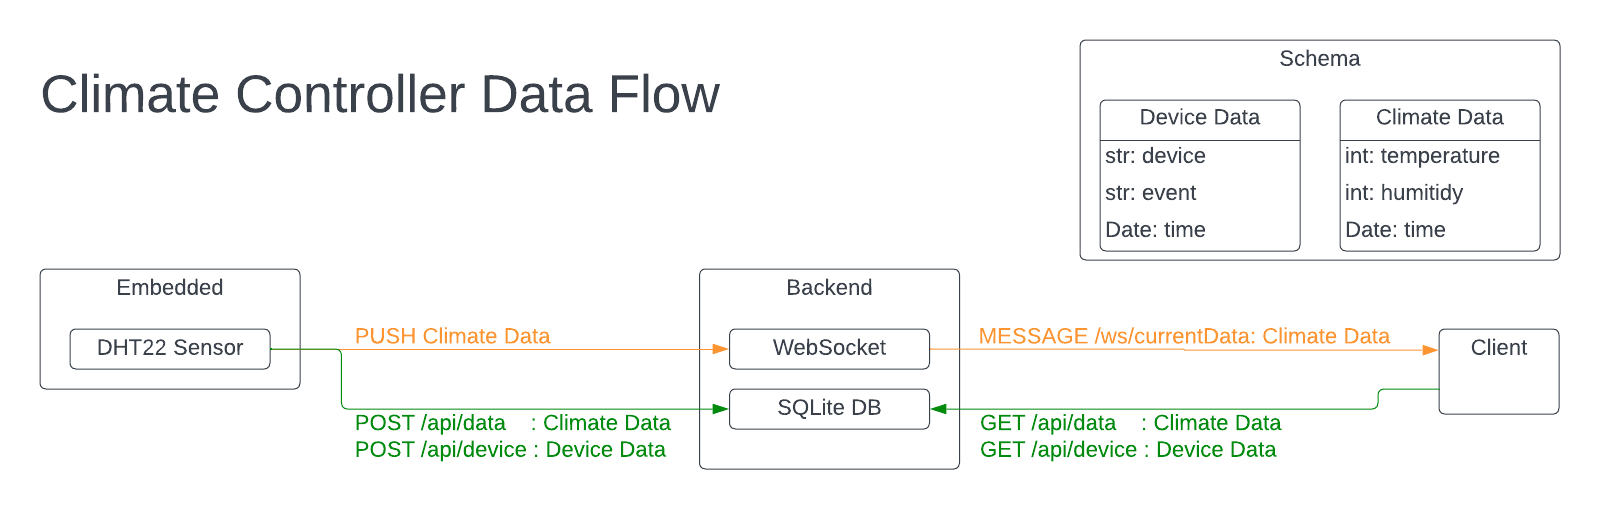 Climate Controller Data Flow
Schema
Device Data
str: device
str: event
Date: time
Climate Data
int: temperature
int: humitidy
Date: time
Embedded
DHT22 Sensor
PUSH Climate Data
POST /api/data : Climate Data
POST /api/device : Device Data
Backend
WebSocket
SQLite DB
MESSAGE /ws/currentData: Climate Data
GET /api/data : Climate Data
GET /api/device : Device Data
Client